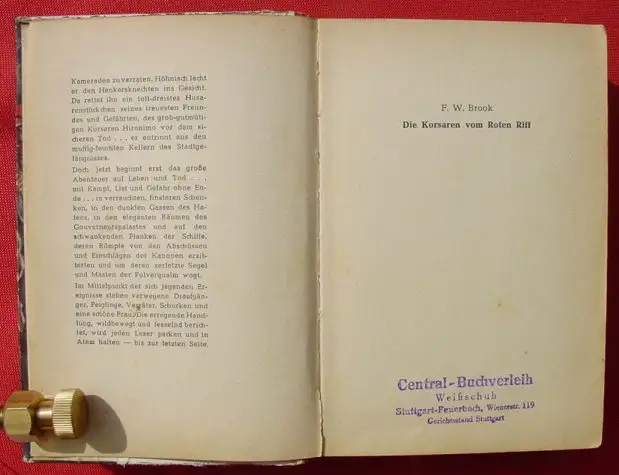 Kameraden zu verraten. Höhnisch lacht
er den Henkersknechten ins Gesicht.
Da rettet ihn ein toll-dreistes Husa-
renstückchen seines treuesten Freun-
des und Gefährten, des grob-gutmüti-
gen Korsaren Hironimo vor dem si-
cheren Tod . . . er entrinnt aus den
muffig-feuchten Kellern des Stadtge-
fängnisses.
Doch jetzt beginnt erst das große
Abenteuer auf Leben und Tod . . . .
mit Kampf, List und Gefahr ohne En-
de . . . in verrauchten, finsteren Schen-
ken, in den dunklen Gassen des Ha-
fens, in den eleganten Räumen des
Gouverneurspalastes und auf den
schwankenden Planken der Schiffe,
deren Rümpfe von den Abschüssen
und Einschlägen der Kanonen erzit-
terten und um deren zerfetzte Segel
und Masten der Pulverqualm wogt.
Im Mittelpunkt der sich jagenden Er-
eignisse stehen verwegene Draufgän-
ger, Feiglinge, Verräter, Schurken und
eine schöne Frau. Die erregende Hand-
lung, wildbewegt und fesselnd berich-
tet, wird jeden Leser packen und in
Atem halten — bis zur letzten Seite.
F. W. Brook
Die Korsaren vom Roten Riff
Central-Buchverleih
Weißschuh
Stuttgart-Feuerbach, Wienerstr. 119
Gerichtsstand Stuttgart